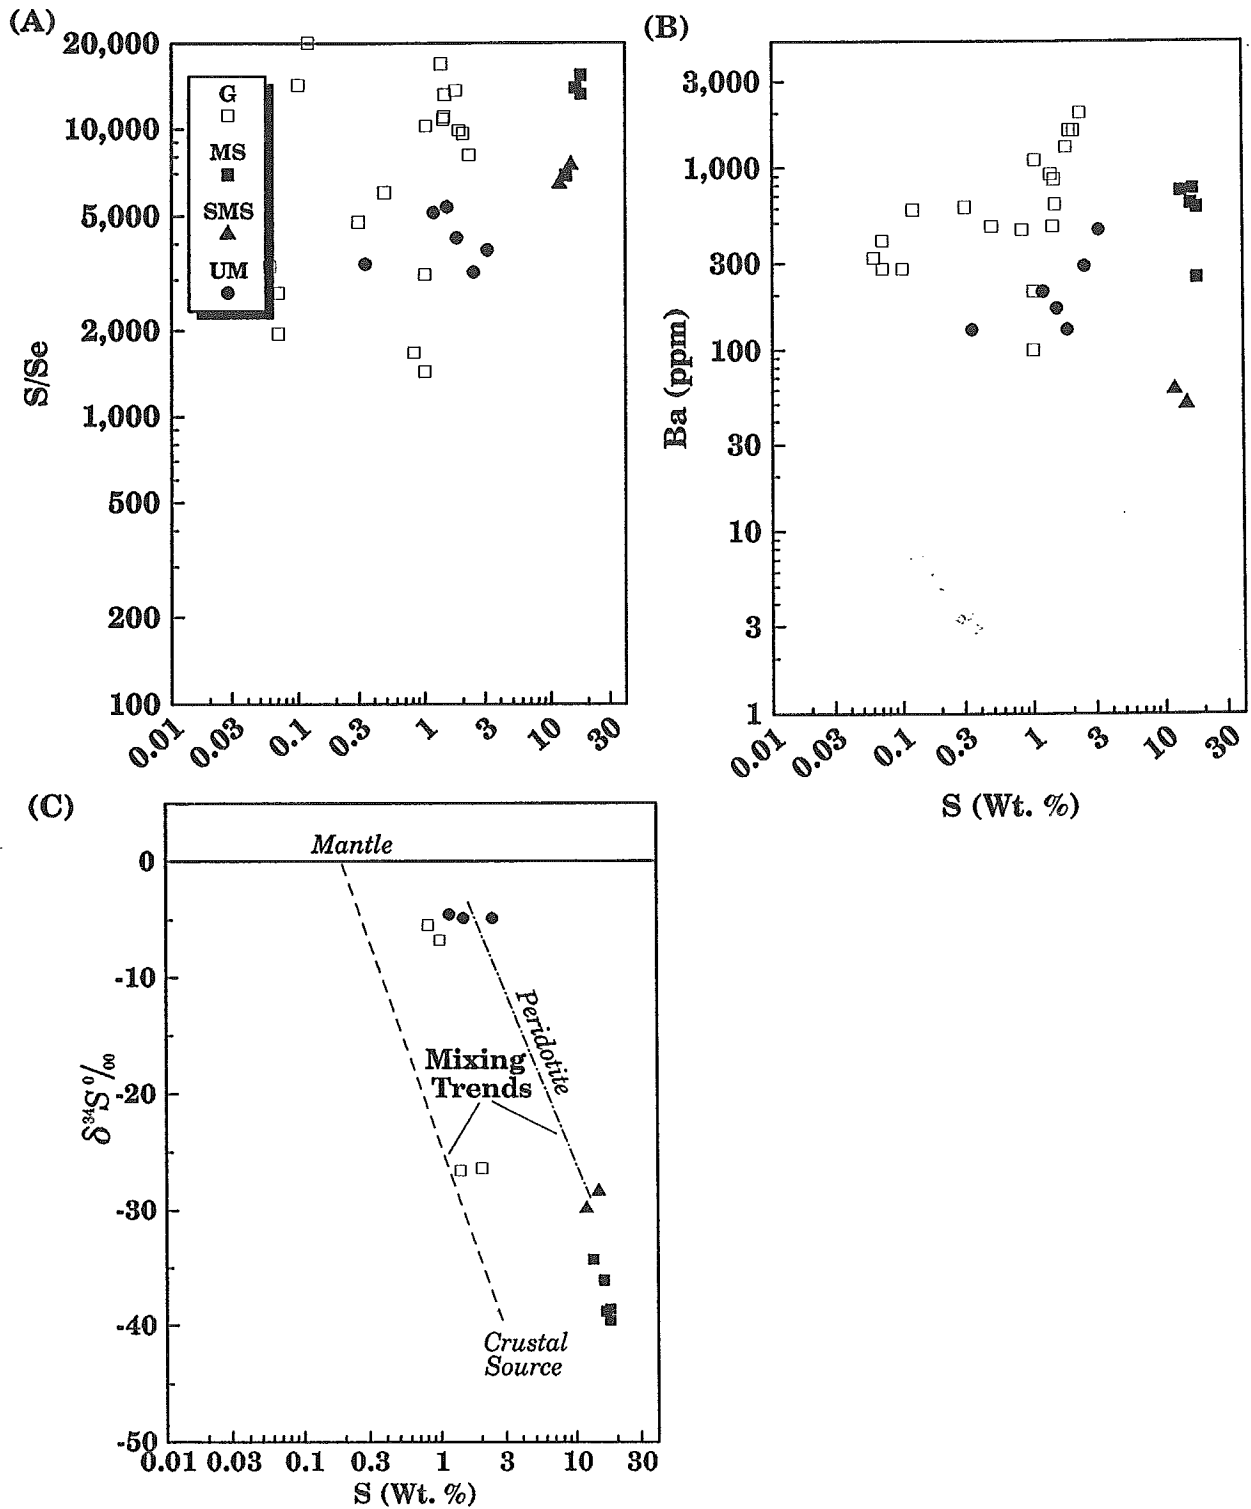 (A)
20,000
10,000
5,000
2,000
1,000
500
200
100
S/Se
G
MS
SMS
UM
0.01 0.03 0.1 0.3 1 3 10 30
(B)
3,000
1,000
300
100
30
10
3
1
Ba (ppm)
0.01 0.03 0.1 0.3 1 3 10 30
S (Wt. %)
(C)
0
-10
-20
-30
-40
-50
δ³⁴S‰
Mantle
Peridotite
Mixing
Trends
Crustal
Source
0.01 0.03 0.1 0.3 1 3 10 30
S (Wt. %)